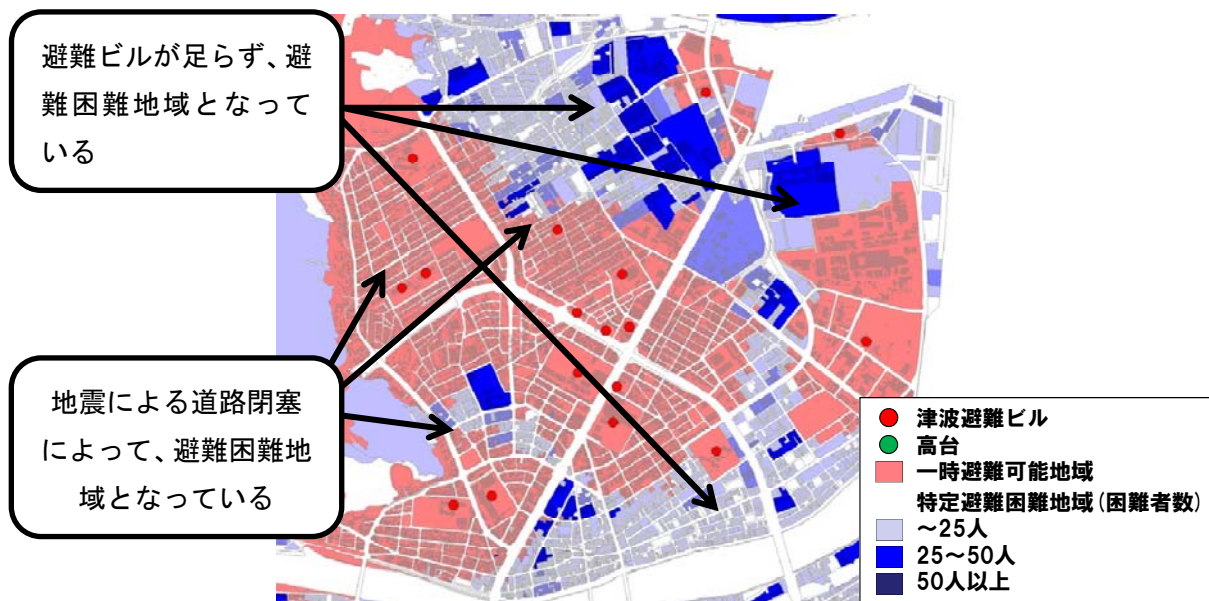 避難ビルが足らず、避
難困難地域となって
いる
地震による道路閉塞
によって、避難困難地
域となっている
津波避難ビル
高台
一時避難可能地域
特定避難困難地域(困難者数)
～25人
25～50人
50人以上